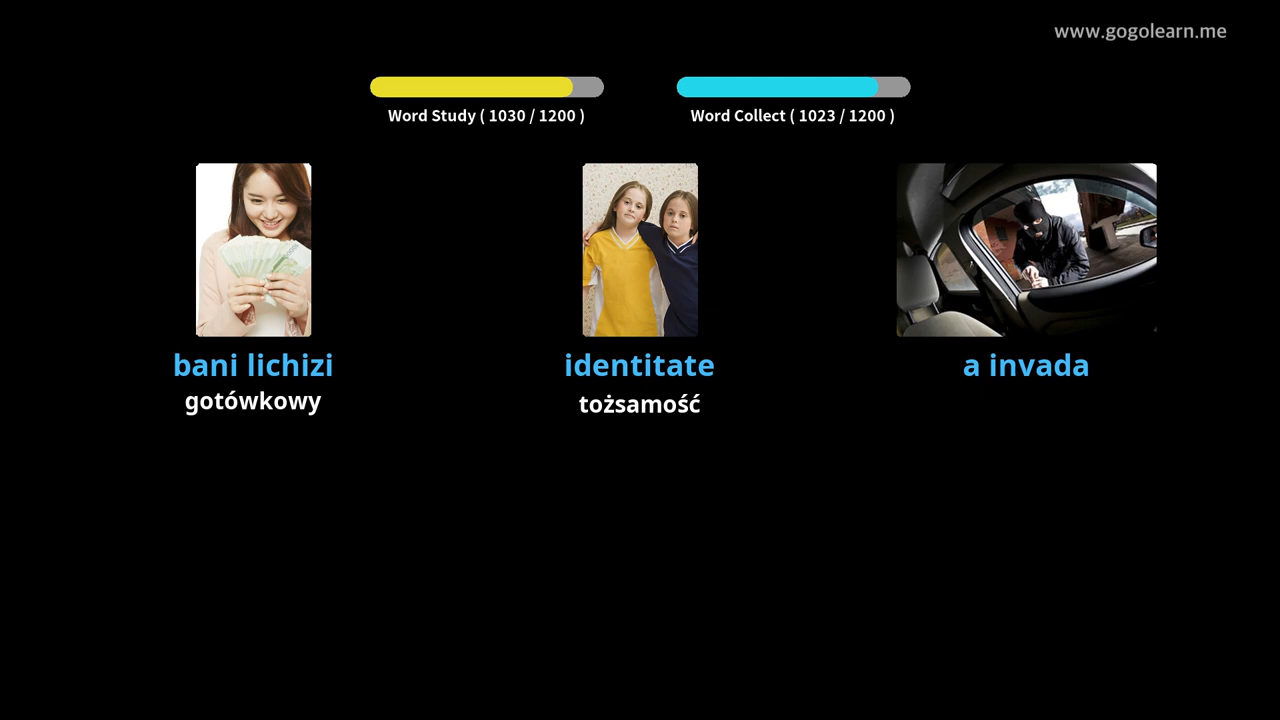 www.gogolearn.me
Word Study ( 1030 / 1200 )
Word Collect ( 1023 / 1200 )
bani lichizi
gotówkowy
identitate
tożsamość
a invada